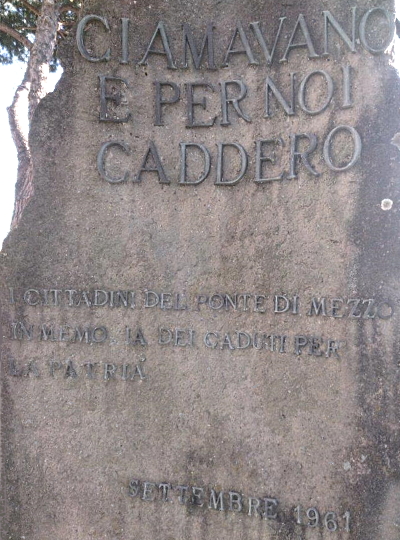 CI AMAVANO
E PER NOI
CADDERO
I CITTADINI DEL PONTE DI MEZZO
IN MEMO IA DEI CADUTI PER
LA PATRIA
SETTEMBRE 1961